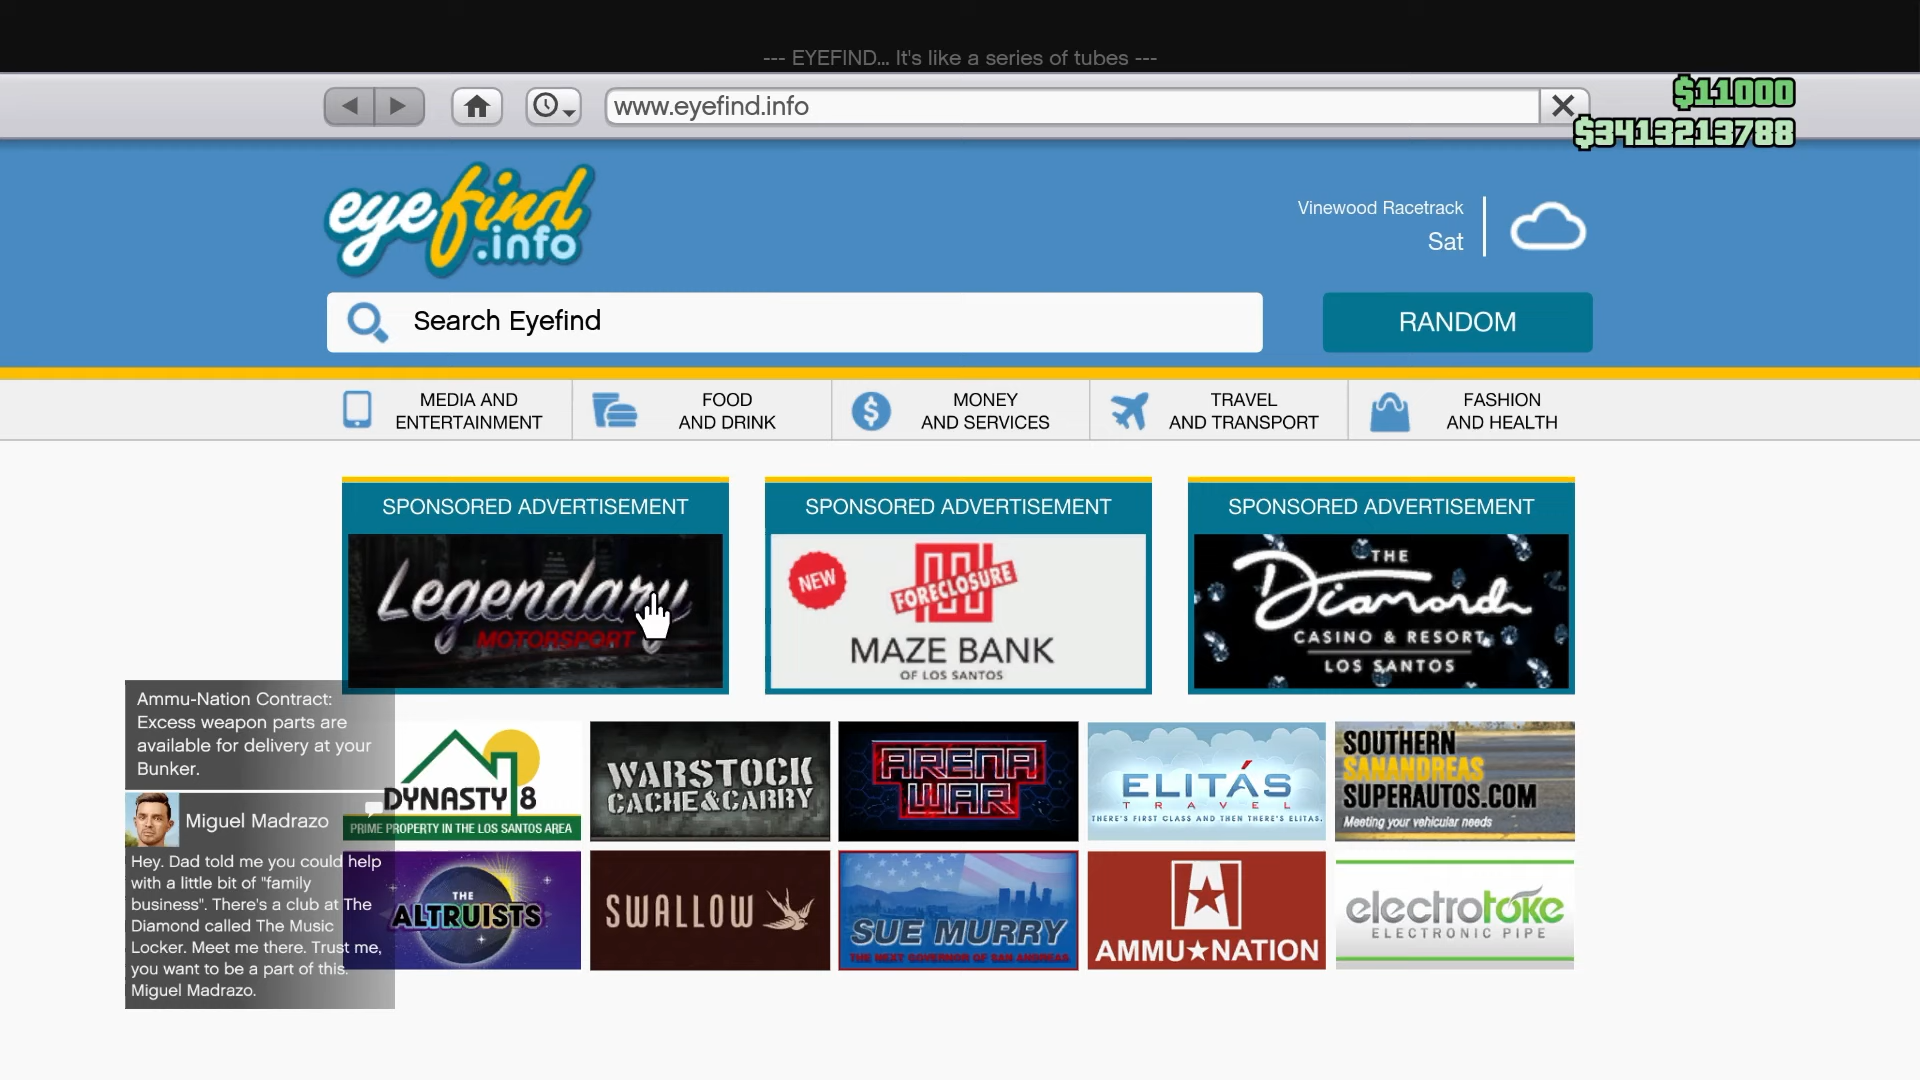 --- EYEFIND... It's like a series of tubes ---
www.eyefind.info
$11000
$3413213788
eyefind
.info
Vinewood Racetrack
Sat
Search Eyefind
RANDOM
MEDIA AND
ENTERTAINMENT
FOOD
AND DRINK
MONEY
AND SERVICES
TRAVEL
AND TRANSPORT
FASHION
AND HEALTH
SPONSORED ADVERTISEMENT
Legendary
MOTORSPORT
SPONSORED ADVERTISEMENT
NEW
FORECLOSURE
MAZE BANK
OF LOS SANTOS
SPONSORED ADVERTISEMENT
THE
Diamond
CASINO & RESORT
LOS SANTOS
Ammu-Nation Contract:
Excess weapon parts are
available for delivery at your
Bunker.
Miguel Madrazo
Hey. Dad told me you could help
with a little bit of "family
business". There's a club at The
Diamond called The Music
Locker. Meet me there. Trust me,
you want to be a part of this.
Miguel Madrazo.
DYNASTY 8
PRIME PROPERTY IN THE LOS SANTOS AREA
WARSTOCK
CACHE&CARRY
ARENA
WAR
ELITÁS
TRAVEL
THERE'S FIRST CLASS AND THEN THERE'S ELITAS.
SOUTHERN
SANANDREAS
SUPERAUTOS.COM
Meeting your vehicular needs
THE
ALTRUISTS
SWALLOW
SUE MURRY
THE NEXT GOVERNOR OF SAN ANDREAS
AMMU★NATION
electrotoke
ELECTRONIC PIPE